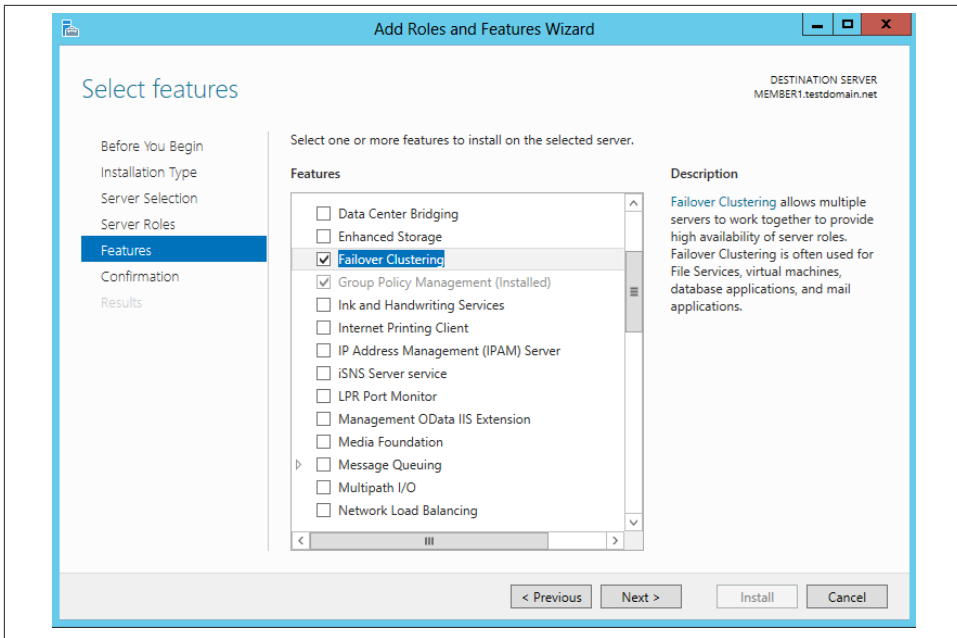 Add Roles and Features Wizard
Select features
DESTINATION SERVER
MEMBER1.testdomain.net
Before You Begin
Installation Type
Server Selection
Server Roles
Features
Confirmation
Results
Select one or more features to install on the selected server.
Features
Data Center Bridging
Enhanced Storage
Failover Clustering
Group Policy Management (Installed)
Ink and Handwriting Services
Internet Printing Client
IP Address Management (IPAM) Server
iSNS Server service
LPR Port Monitor
Management OData IIS Extension
Media Foundation
Message Queuing
Multipath I/O
Network Load Balancing
Description
Failover Clustering allows multiple
servers to work together to provide
high availability of server roles.
Failover Clustering is often used for
File Services, virtual machines,
database applications, and mail
applications.
< Previous
Next >
Install
Cancel